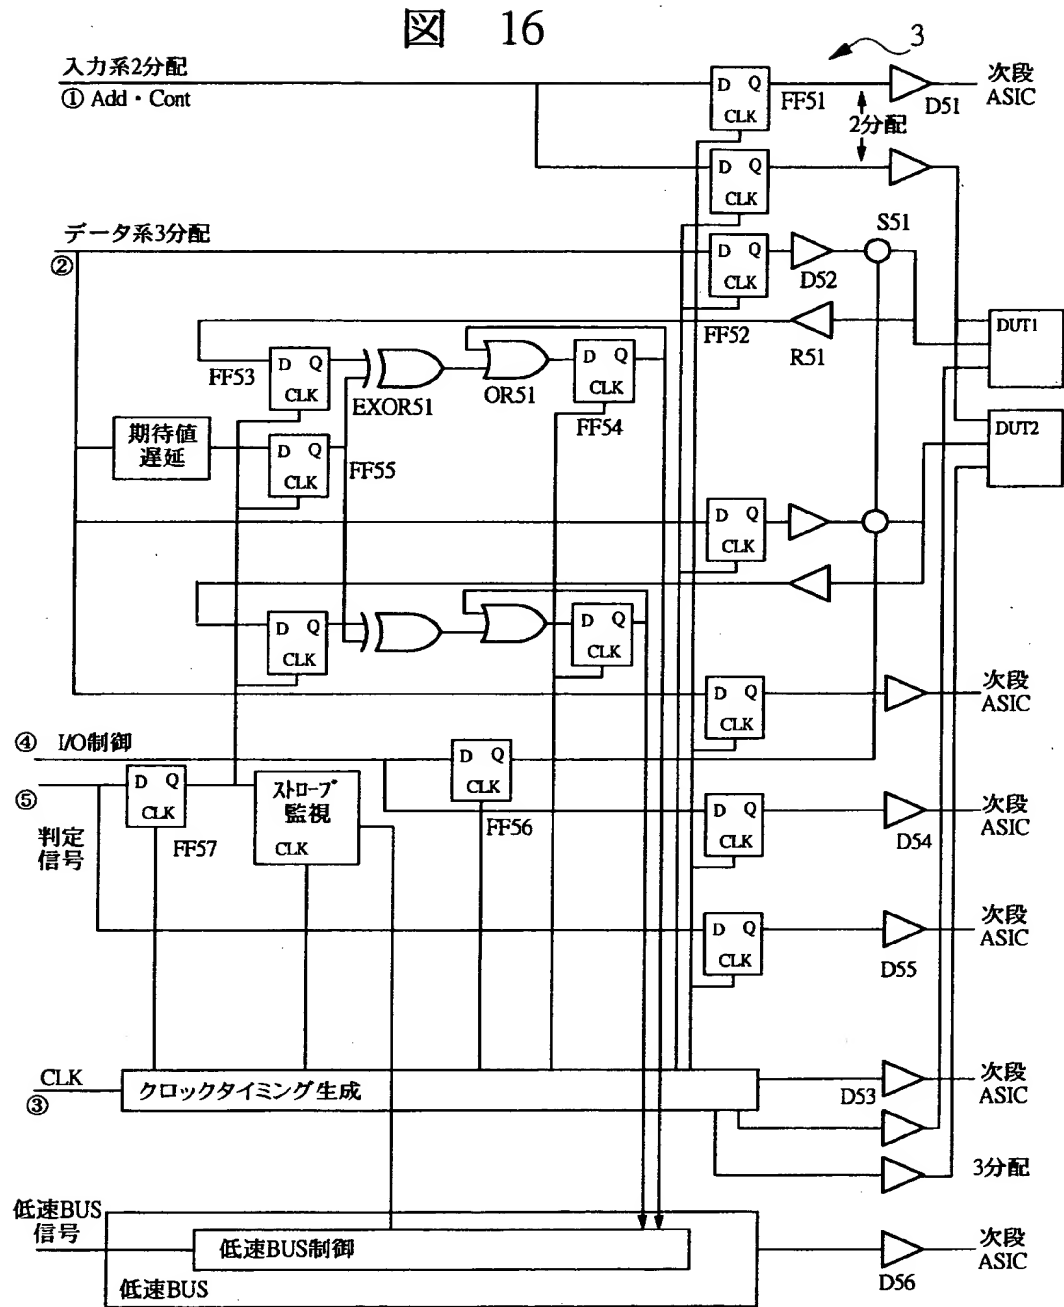 図 16
3
入力系2分配
① Add・Cont
D Q
CLK
FF51
D51
次段
ASIC
2分配
D Q
CLK
データ系3分配
②
D Q
CLK
D52
S51
FF52
R51
DUT1
FF53
D Q
CLK
EXOR51
OR51
D Q
CLK
FF54
期待値
遅延
D Q
CLK
FF55
DUT2
D Q
CLK
D Q
CLK
D Q
CLK
D Q
CLK
次段
ASIC
④ I/O制御
⑤
判定
信号
D Q
CLK
FF57
ストローブ
監視
CLK
D Q
CLK
FF56
D Q
CLK
D54
次段
ASIC
D Q
CLK
D55
次段
ASIC
CLK
③
クロックタイミング生成
D53
次段
ASIC
3分配
低速BUS
信号
低速BUS制御
低速BUS
D56
次段
ASIC